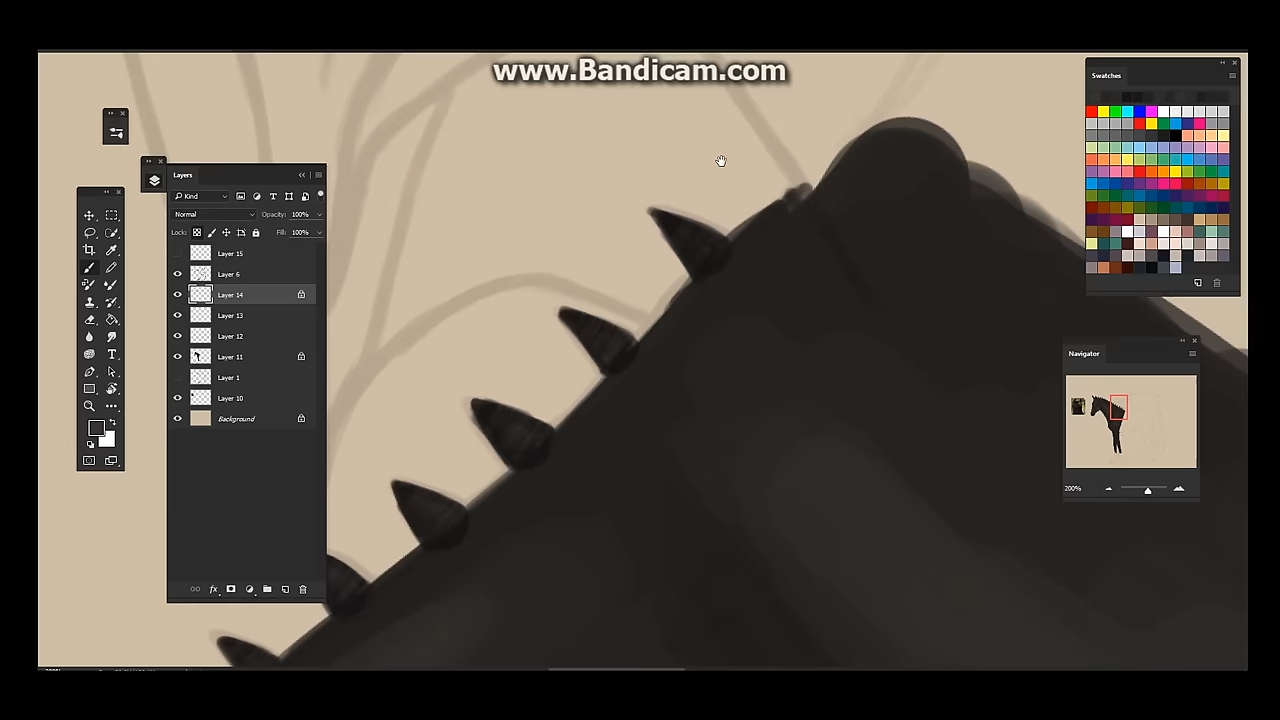 www.Bandicam.com
Swatches
Layers
Kind
Normal
Opacity: 100%
Lock:
Fill: 100%
Layer 15
Layer 6
Layer 14
Layer 13
Layer 12
Layer 11
Layer 1
Layer 10
Background
fx
T
Navigator
200%